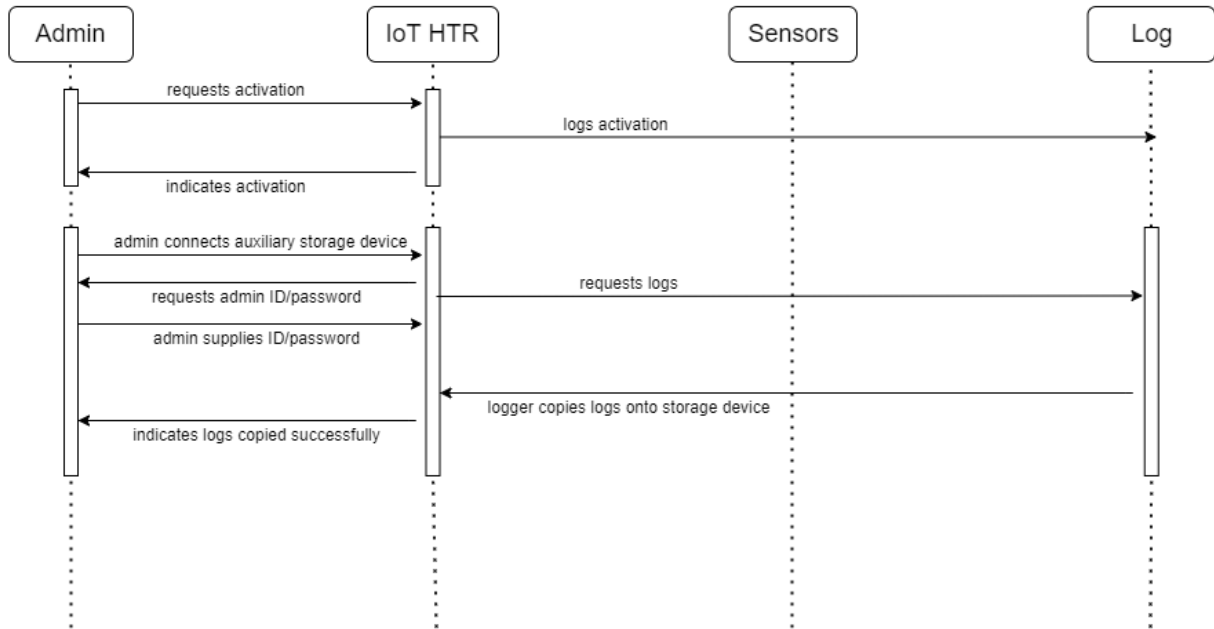 Admin
IoT HTR
Sensors
Log
requests activation
logs activation
indicates activation
admin connects auxiliary storage device
requests admin ID/password
requests logs
admin supplies ID/password
logger copies logs onto storage device
indicates logs copied successfully